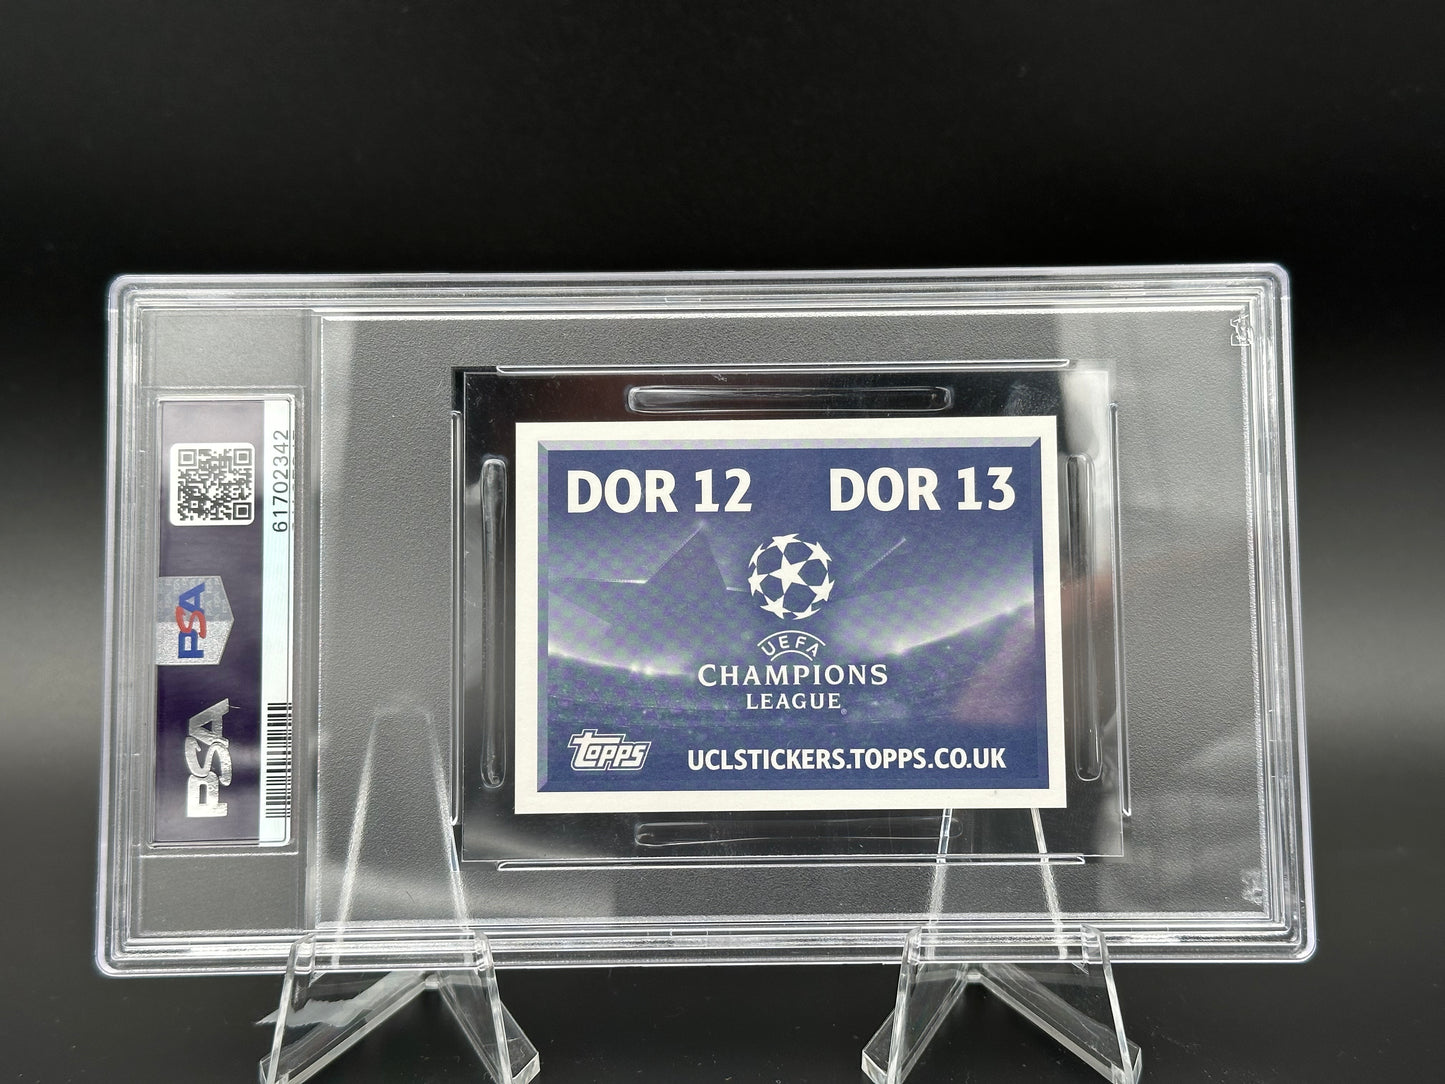 DOR 12 DOR 13
UEFA
CHAMPIONS
LEAGUE
topps UCLSTICKERS.TOPPS.CO.UK
61702342
PSA
PSA